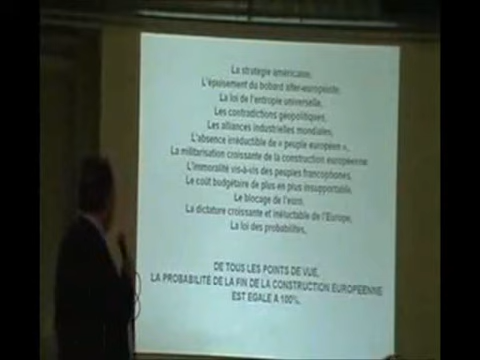 La stratégie américaine,
L'épuisement du bobard alter-européiste,
La loi de l'entropie universelle,
Les contradictions géopolitiques,
Les alliances industrielles mondiales,
L'absence irréductible de « peuple européen »,
La militarisation croissante de la construction européenne
L'immoralité vis-à-vis des peuples francophones,
Le coût budgétaire de plus en plus insupportable,
Le blocage de l'euro,
La dictature croissante et inéluctable de l'Europe,
La loi des probabilités,
DE TOUS LES POINTS DE VUE,
LA PROBABILITE DE LA FIN DE LA CONSTRUCTION EUROPEENNE
EST EGALE A 100%.